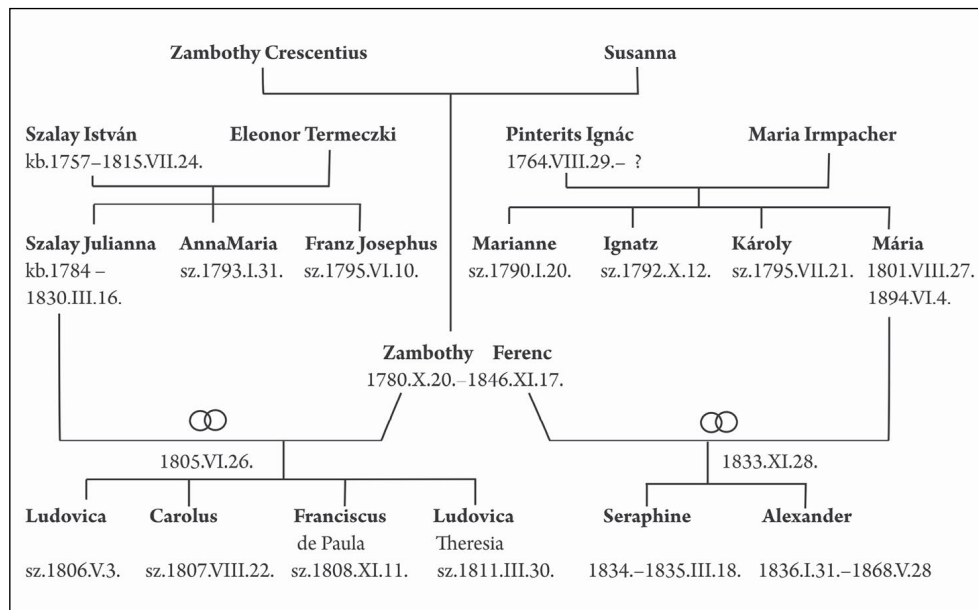 Zambothy Crescentius Susanna
Szalay István Eleonor Termeczki Pinterits Ignác Maria Irmpacher
kb.1757–1815.VII.24. 1764.VIII.29.– ?
Szalay Julianna AnnaMaria Franz Josephus Marianne Ignatz Károly Mária
kb.1784 – sz.1793.I.31. sz.1795.VI.10. sz.1790.I.20. sz.1792.X.12. sz.1795.VII.21. 1801.VIII.27.
1830.III.16. 1894.VI.4.
Zambothy Ferenc
1780.X.20.–1846.XI.17.
1805.VI.26. 1833.XI.28.
Ludovica Carolus Franciscus Ludovica Seraphine Alexander
de Paula Theresia
sz.1806.V.3. sz.1807.VIII.22. sz.1808.XI.11. sz.1811.III.30. 1834.–1835.III.18. 1836.I.31.–1868.V.28